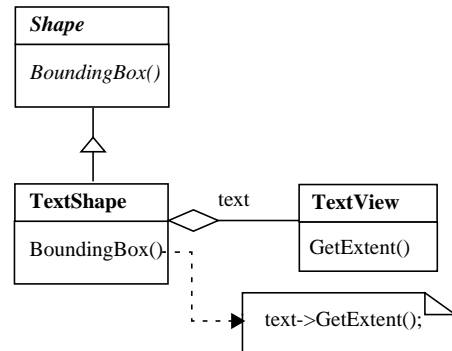 Shape
BoundingBox()
TextShape
BoundingBox()
text
TextView
GetExtent()
text->GetExtent();